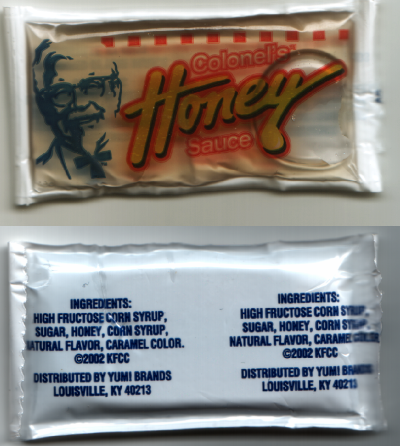 Colonel's
Honey
Sauce
INGREDIENTS:
HIGH FRUCTOSE CORN SYRUP,
SUGAR, HONEY, CORN SYRUP,
NATURAL FLAVOR, CARAMEL COLOR.
©2002 KFCC
DISTRIBUTED BY YUM! BRANDS
LOUISVILLE, KY 40213
INGREDIENTS:
HIGH FRUCTOSE CORN SYRUP,
SUGAR, HONEY, CORN SYRUP,
NATURAL FLAVOR, CARAMEL COLOR.
©2002 KFCC
DISTRIBUTED BY YUM! BRANDS
LOUISVILLE, KY 40213